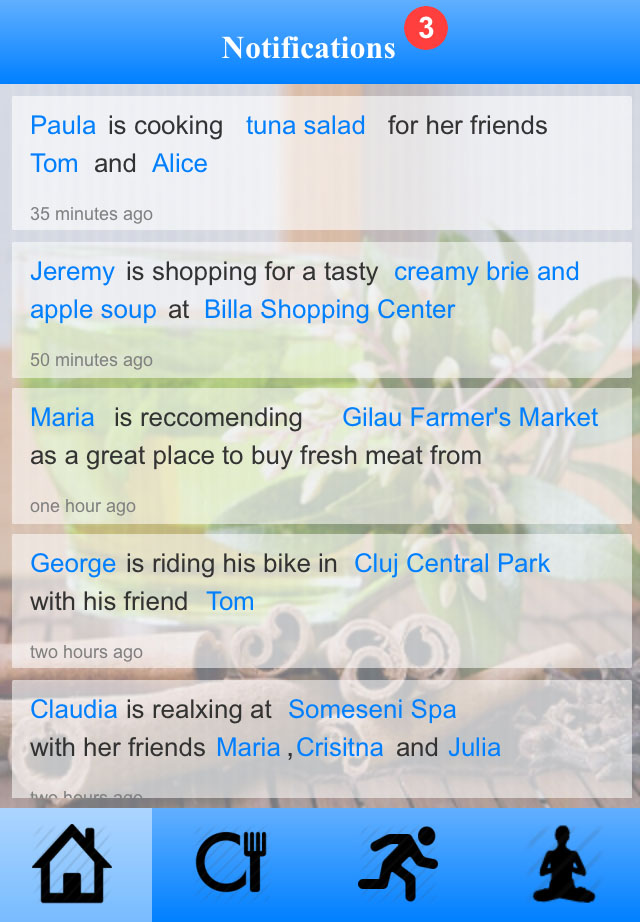 Notifications 3
Paula is cooking tuna salad for her friends
Tom and Alice
35 minutes ago
Jeremy is shopping for a tasty creamy brie and
apple soup at Billa Shopping Center
50 minutes ago
Maria is reccomending Gilau Farmer's Market
as a great place to buy fresh meat from
one hour ago
George is riding his bike in Cluj Central Park
with his friend Tom
two hours ago
Claudia is realxing at Someseni Spa
with her friends Maria , Crisitna and Julia
two hours ago